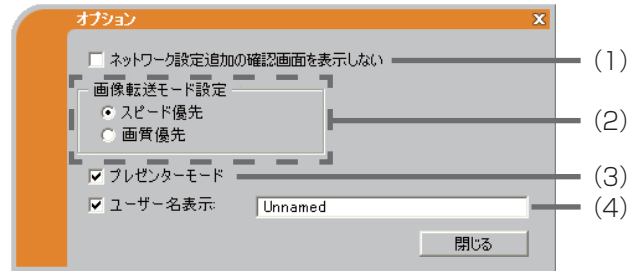 オプション
x
ネットワーク設定追加の確認画面を表示しない
(1)
画像転送モード設定
スピード優先
画質優先
(2)
プレゼンターモード
(3)
ユーザー名表示:
Unnamed
(4)
閉じる